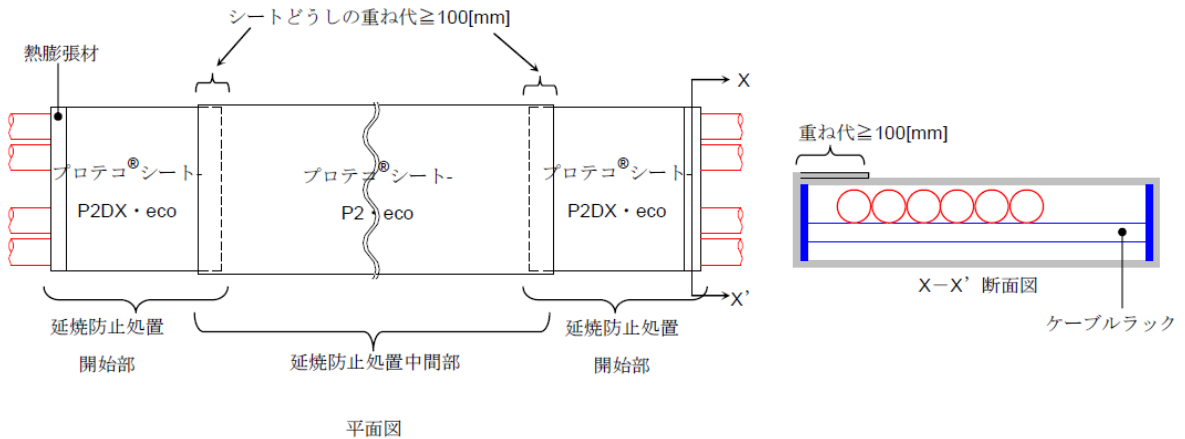 シートどうしの重ね代≧100[mm]
熱膨張材
X
プロテコ®シート-
P2DX・eco
プロテコ®シート-
P2・eco
プロテコ®シート-
P2DX・eco
X'
延焼防止処置
開始部
延焼防止処置中間部
延焼防止処置
開始部
平面図
重ね代≧100[mm]
X－X’断面図
ケーブルラック